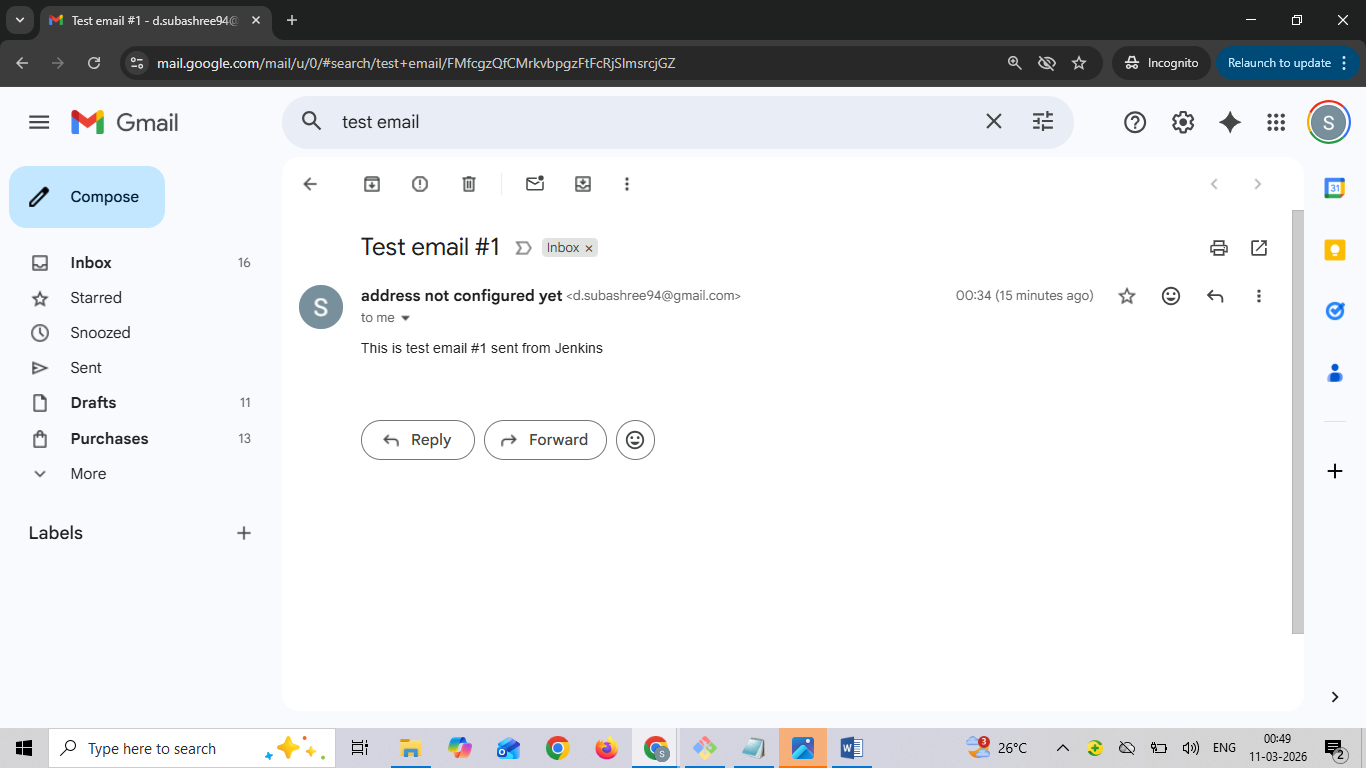 Test email #1 - d.subashree94@
mail.google.com/mail/u/0/#search/test+email/FMfcgzQfCMrkvbpgzFtFcRjSlmsrcjGZ
Incognito
Relaunch to update
Gmail
test email
S
Compose
31
Inbox 16
Starred
Snoozed
Sent
Drafts 11
Purchases 13
More
Labels
Test email #1
Inbox ×
S
address not configured yet <d.subashree94@gmail.com>
00:34 (15 minutes ago)
to me
This is test email #1 sent from Jenkins
Reply
Forward
Type here to search
S
3
26°C
ENG
00:49
11-03-2026
2